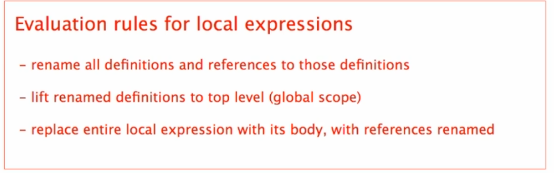 Evaluation rules for local expressions
– rename all definitions and references to those definitions
– lift renamed definitions to top level (global scope)
– replace entire local expression with its body, with references renamed